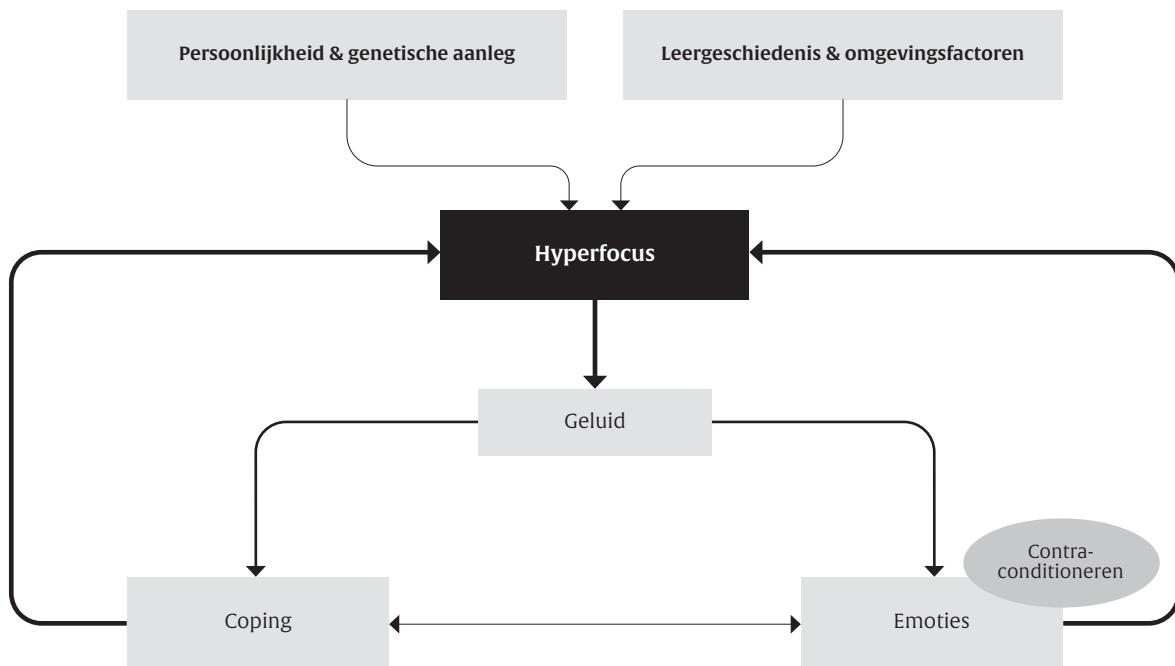 Persoonlijkheid & genetische aanleg
Leergeschiedenis & omgevingsfactoren
Hyperfocus
Geluid
Contra-
conditioneren
Coping
Emoties